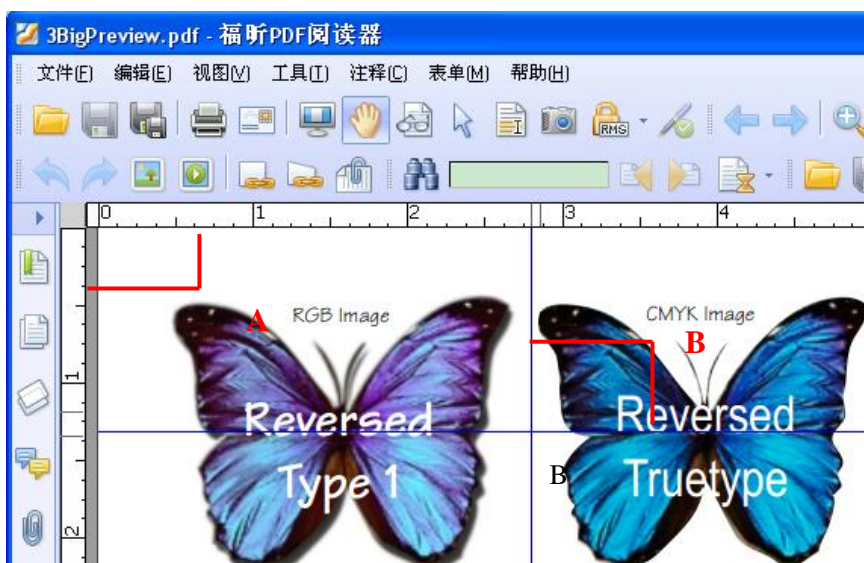 3BigPreview.pdf - 福昕PDF阅读器
文件(F) 编辑(E) 视图(V) 工具(T) 注释(C) 表单(M) 帮助(H)
RMS
0 1 2 3 4
A RGB Image CMYK Image
B
1
Reversed Reversed
Type 1 B Truetype
2